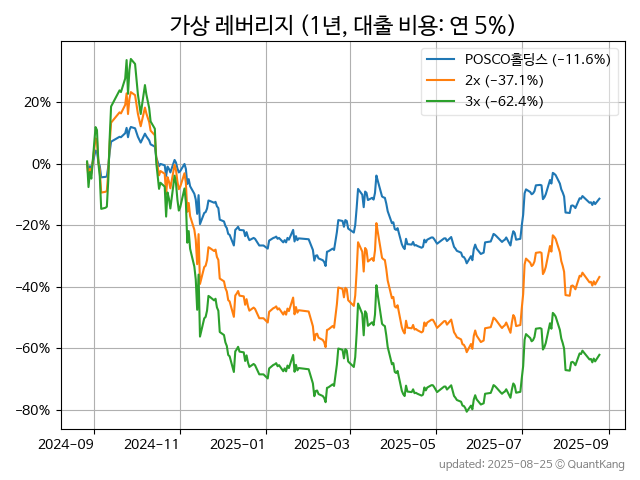 가상 레버리지 (1년, 대출 비용: 연 5%)
POSCO홀딩스 (−11.6%)
2x (−37.1%)
3x (−62.4%)
20%
0%
−20%
−40%
−60%
−80%
2024-09 2024-11 2025-01 2025-03 2025-05 2025-07 2025-09
updated: 2025-08-25 © QuantKang